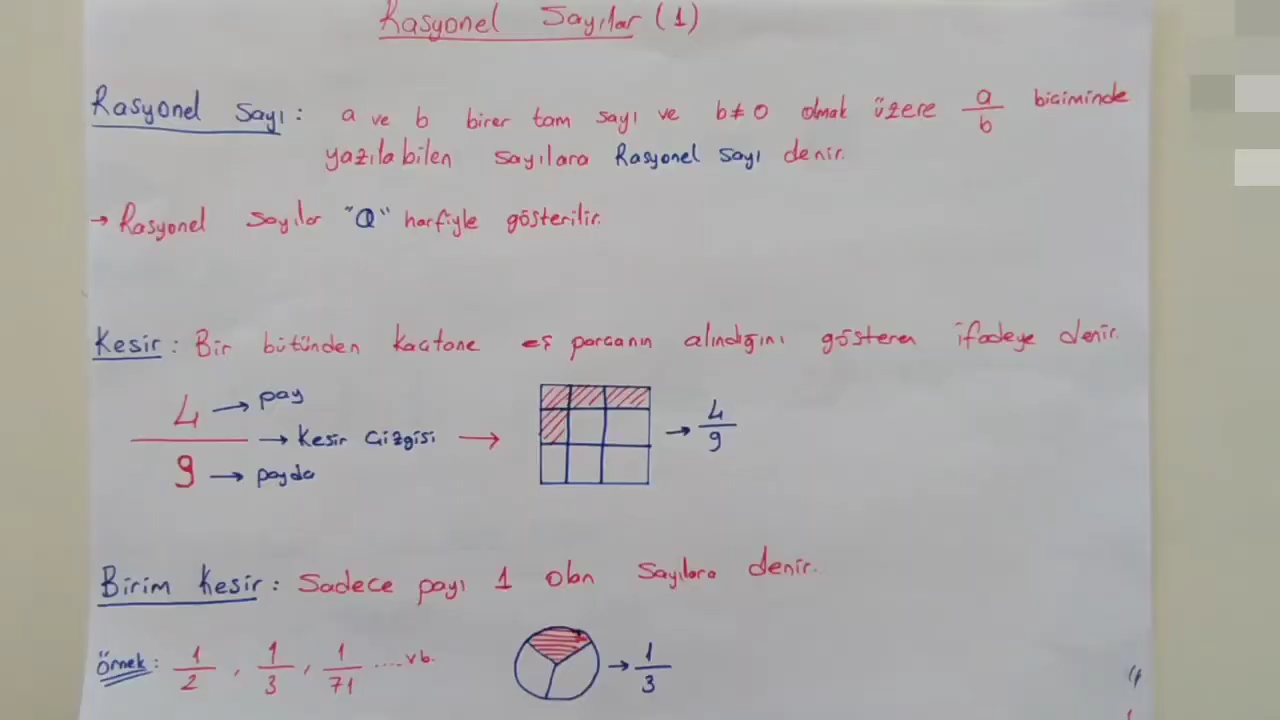 Rasyonel Sayılar (1)
Rasyonel Sayı: a ve b birer tam sayı ve b≠0 olmak üzere a/b biçiminde
yazılabilen sayılara Rasyonel sayı denir.
→ Rasyonel Sayılar "Q" harfiyle gösterilir.
Kesir: Bir bütünden kaçtane eş parçanın alındığını gösteren ifadeye denir.
4 → pay
→ Kesir Çizgisi → → 4/9
9 → payda
Birim Kesir: Sadece payı 1 olan sayılara denir.
Örnek: 1/2, 1/3, 1/71 ....vb. → 1/3